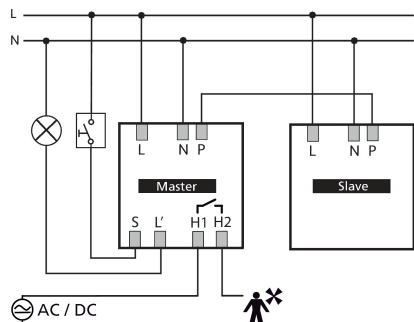 L
N
L N P L N P
Master Slave
S L′ H1 H2
AC / DC